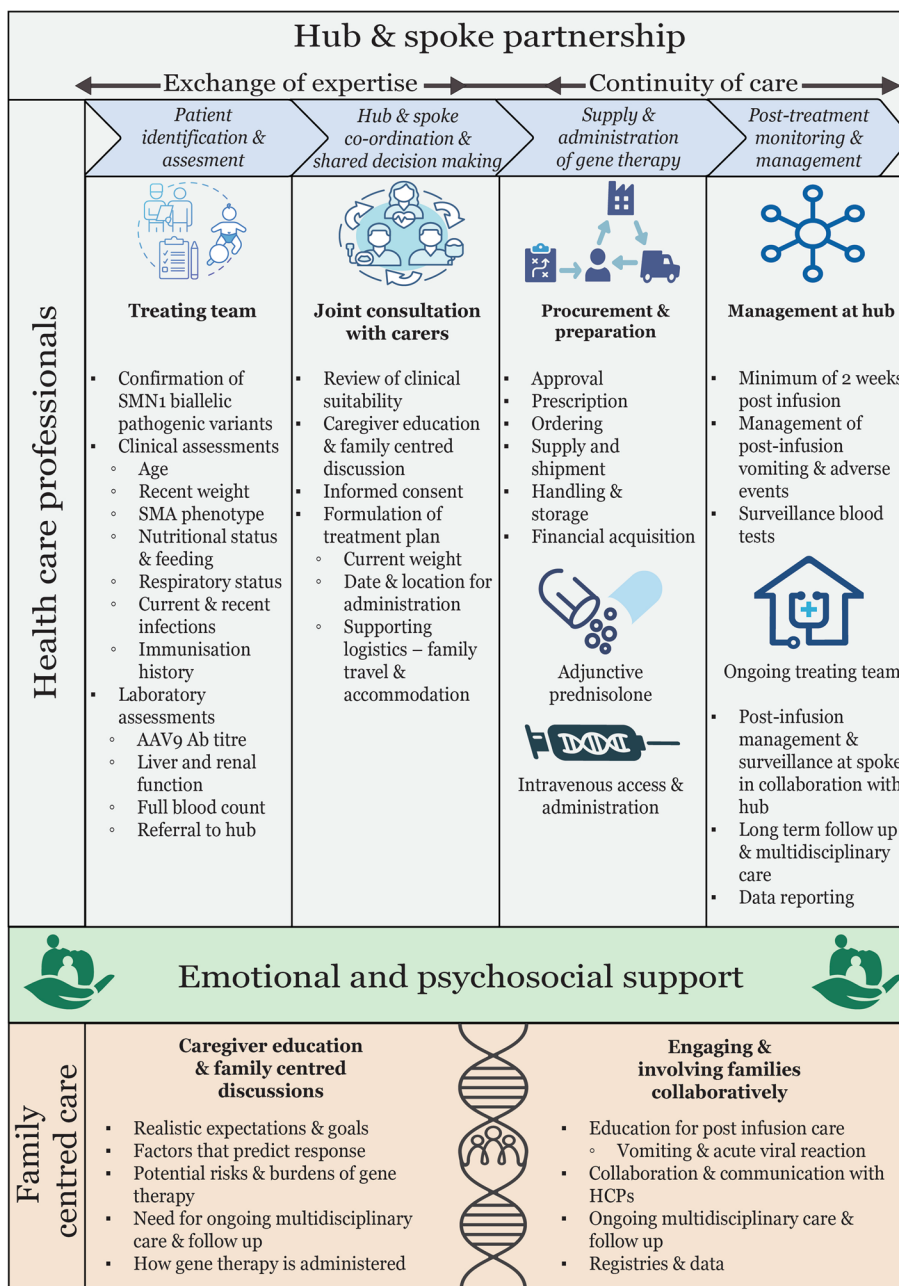 Hub & spoke partnership
Exchange of expertise
Continuity of care
Patient
identification &
assesment
Hub & spoke
co-ordination &
shared decision making
Supply &
administration
of gene therapy
Post-treatment
monitoring &
management
Health care professionals
Treating team
▪ Confirmation of
SMN1 biallelic
pathogenic variants
▪ Clinical assessments
◦ Age
◦ Recent weight
◦ SMA phenotype
◦ Nutritional status
& feeding
◦ Respiratory status
◦ Current & recent
infections
◦ Immunisation
history
▪ Laboratory
assessments
◦ AAV9 Ab titre
◦ Liver and renal
function
◦ Full blood count
◦ Referral to hub
Joint consultation
with carers
▪ Review of clinical
suitability
▪ Caregiver education
& family centred
discussion
▪ Informed consent
▪ Formulation of
treatment plan
◦ Current weight
◦ Date & location for
administration
◦ Supporting
logistics – family
travel &
accommodation
Procurement &
preparation
▪ Approval
▪ Prescription
▪ Ordering
▪ Supply and
shipment
▪ Handling &
storage
▪ Financial acquisition
Adjunctive
prednisolone
Intravenous access &
administration
Management at hub
▪ Minimum of 2 weeks
post infusion
▪ Management of
post-infusion
vomiting & adverse
events
▪ Surveillance blood
tests
Ongoing treating team
▪ Post-infusion
management &
surveillance at spoke
in collaboration with
hub
▪ Long term follow up
& multidisciplinary
care
▪ Data reporting
Emotional and psychosocial support
Family
centred care
Caregiver education
& family centred
discussions
▪ Realistic expectations & goals
▪ Factors that predict response
▪ Potential risks & burdens of gene
therapy
▪ Need for ongoing multidisciplinary
care & follow up
▪ How gene therapy is administered
Engaging &
involving families
collaboratively
▪ Education for post infusion care
◦ Vomiting & acute viral reaction
▪ Collaboration & communication with
HCPs
▪ Ongoing multidisciplinary care &
follow up
▪ Registries & data